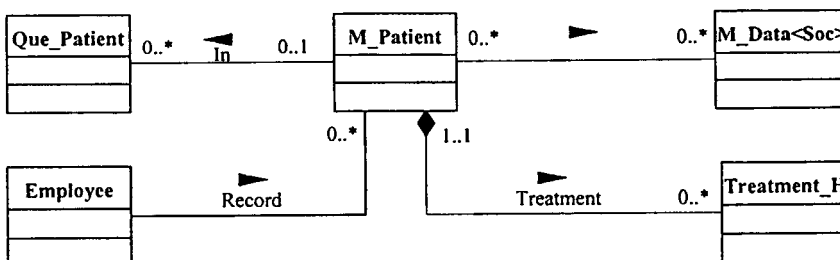 Que_Patient
0..*
In
0..1
M_Patient
0..*
0..*
M_Data<Soc>
0..*
1..1
Employee
Record
Treatment
0..*
Treatment_H